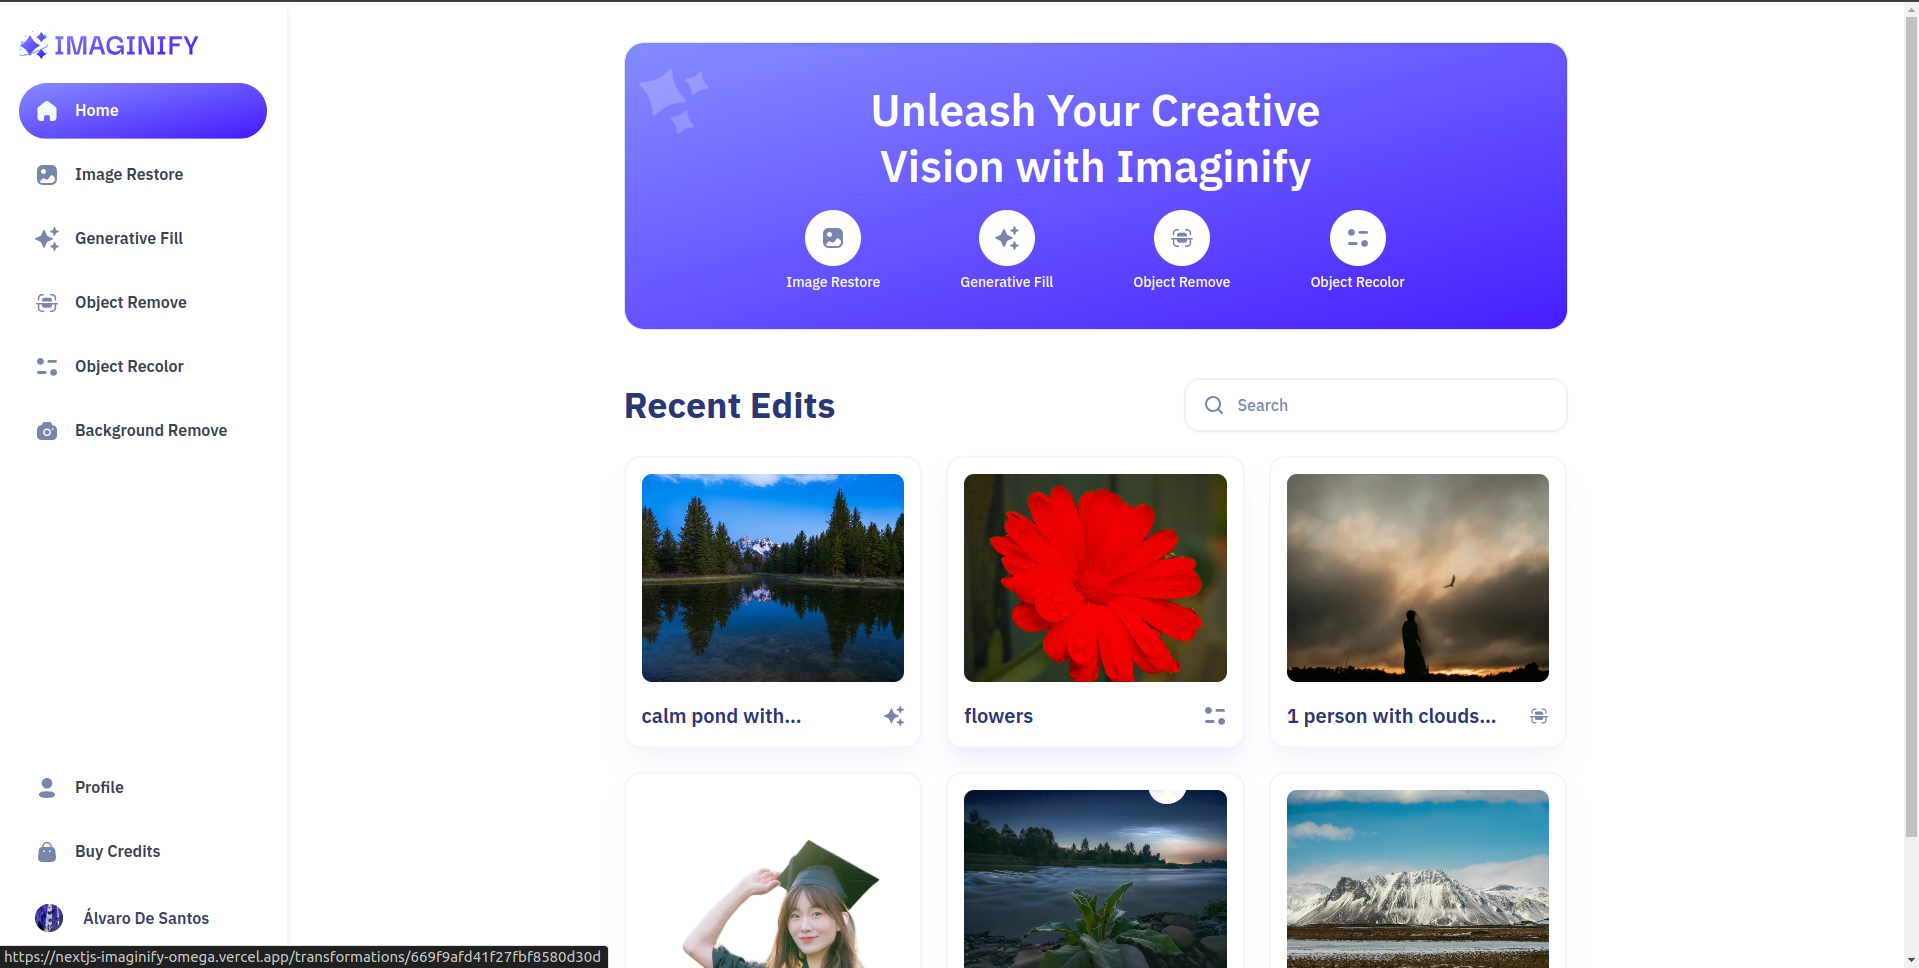 IMAGINIFY
Home
Image Restore
Generative Fill
Object Remove
Object Recolor
Background Remove
Profile
Buy Credits
Álvaro De Santos
Unleash Your Creative
Vision with Imaginify
Image Restore
Generative Fill
Object Remove
Object Recolor
Recent Edits
Search
calm pond with...
flowers
1 person with clouds...
https://nextjs-imaginify-omega.vercel.app/transformations/669f9afd41f27fbf8580d30d